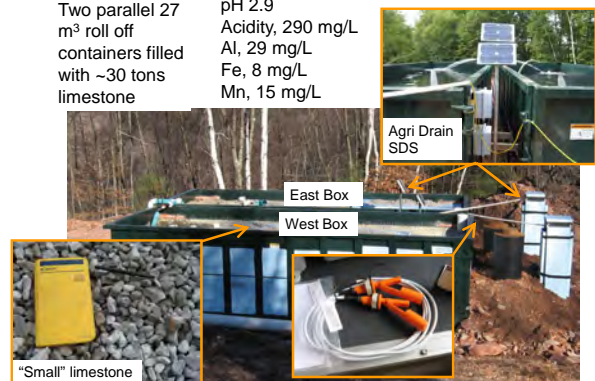 Two parallel 27
m³ roll off
containers filled
with ~30 tons
limestone
pH 2.9
Acidity, 290 mg/L
Al, 29 mg/L
Fe, 8 mg/L
Mn, 15 mg/L
Agri Drain
SDS
East Box
West Box
"Small" limestone